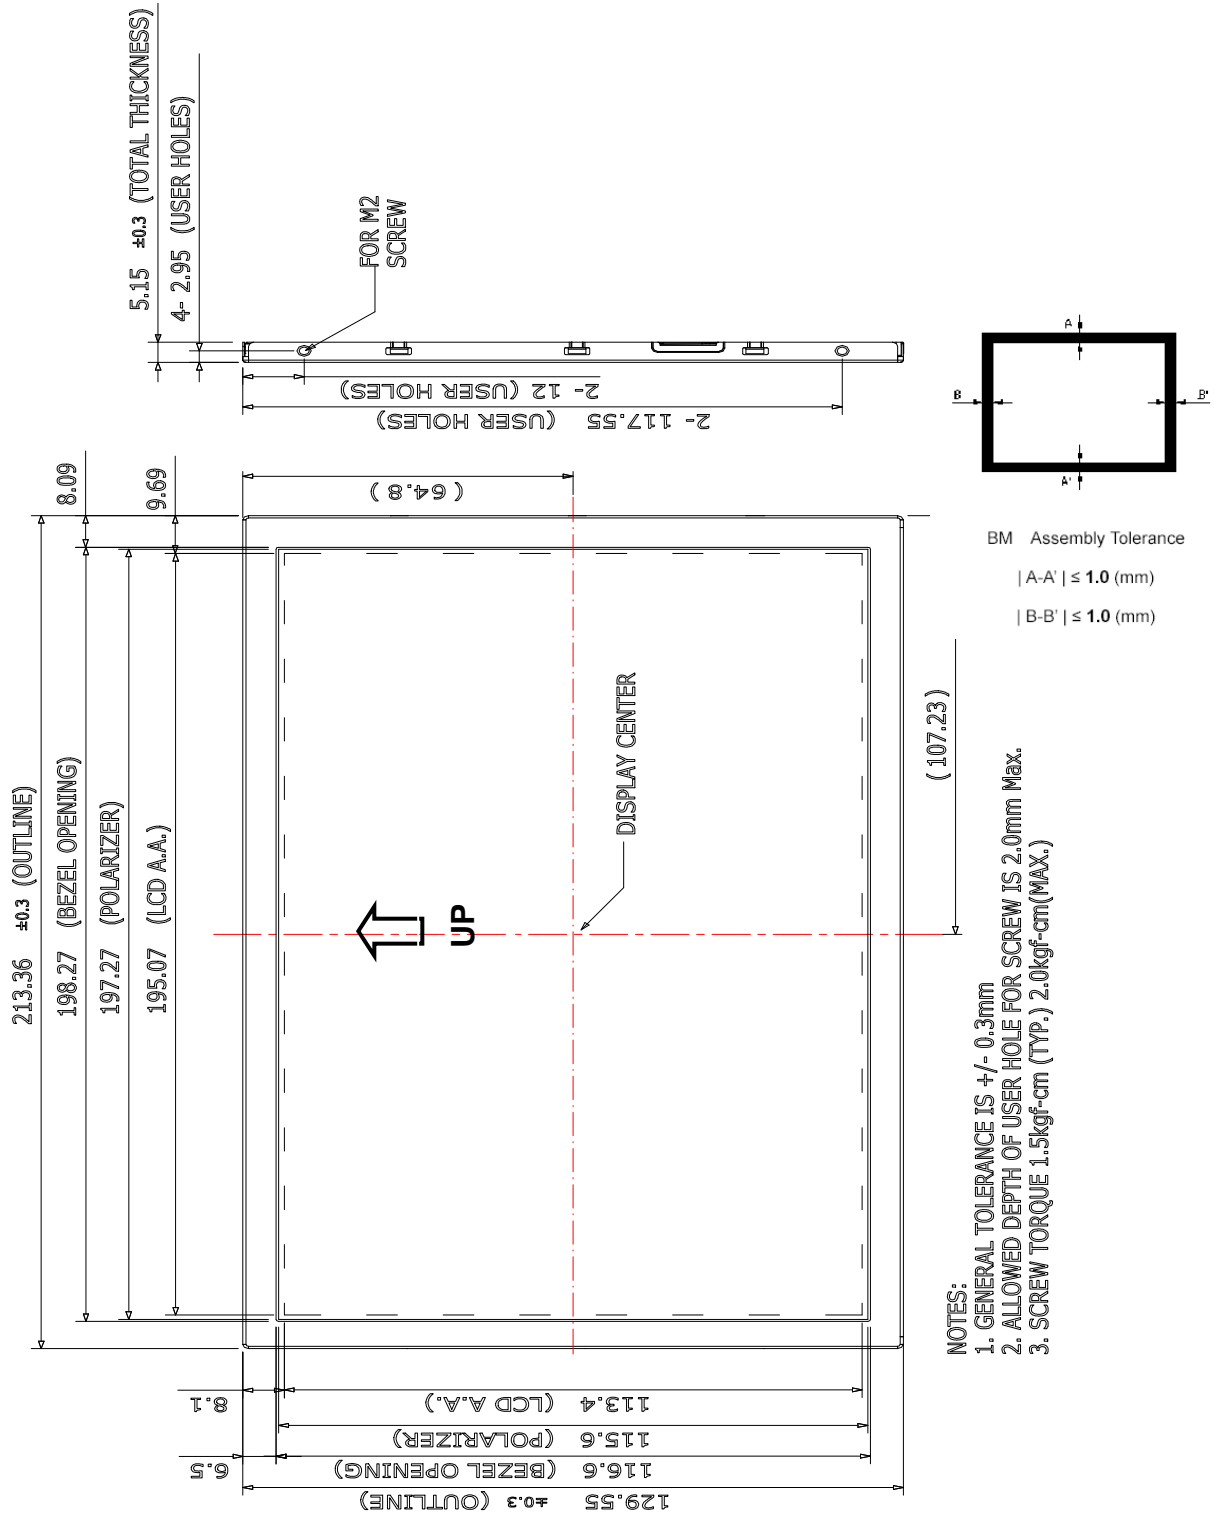 5.15 ±0.3 (TOTAL THICKNESS)
4- 2.95 (USER HOLES)
FOR M2
SCREW
2- 12 (USER HOLES)
2- 117.55 (USER HOLES)
A
B
B'
A'
BM Assembly Tolerance
| A-A' | ≤ 1.0 (mm)
| B-B' | ≤ 1.0 (mm)
8.09
9.69
( 64.8 )
213.36 ±0.3 (OUTLINE)
198.27 (BEZEL OPENING)
197.27 (POLARIZER)
195.07 (LCD A.A.)
UP
DISPLAY CENTER
( 107.23 )
8.1
113.4 (LCD A.A.)
115.6 (POLARIZER)
6.5
116.6 (BEZEL OPENING)
129.55 ±0.3 (OUTLINE)
NOTES:
1. GENERAL TOLERANCE IS +/- 0.3mm
2. ALLOWED DEPTH OF USER HOLE FOR SCREW IS 2.0mm Max.
3. SCREW TORQUE 1.5kgf-cm (TYP.) 2.0kgf-cm(MAX.)